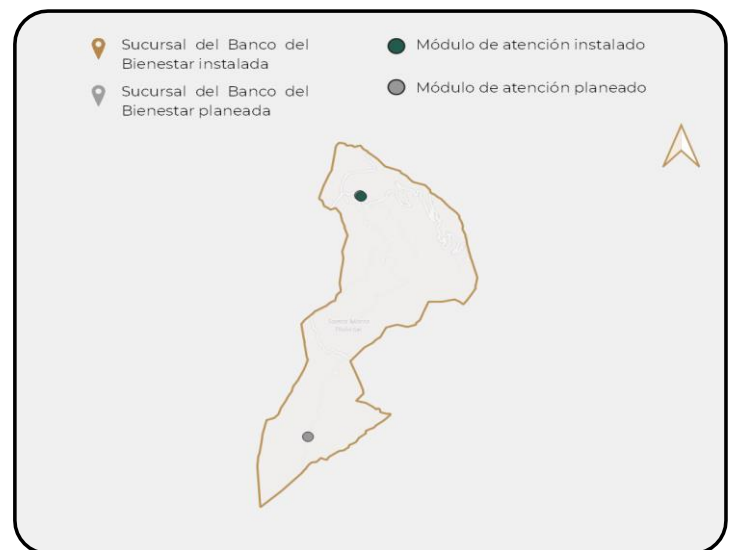 Sucursal del Banco del
Bienestar instalada
Sucursal del Banco del
Bienestar planeada
Módulo de atención instalado
Módulo de atención planeado